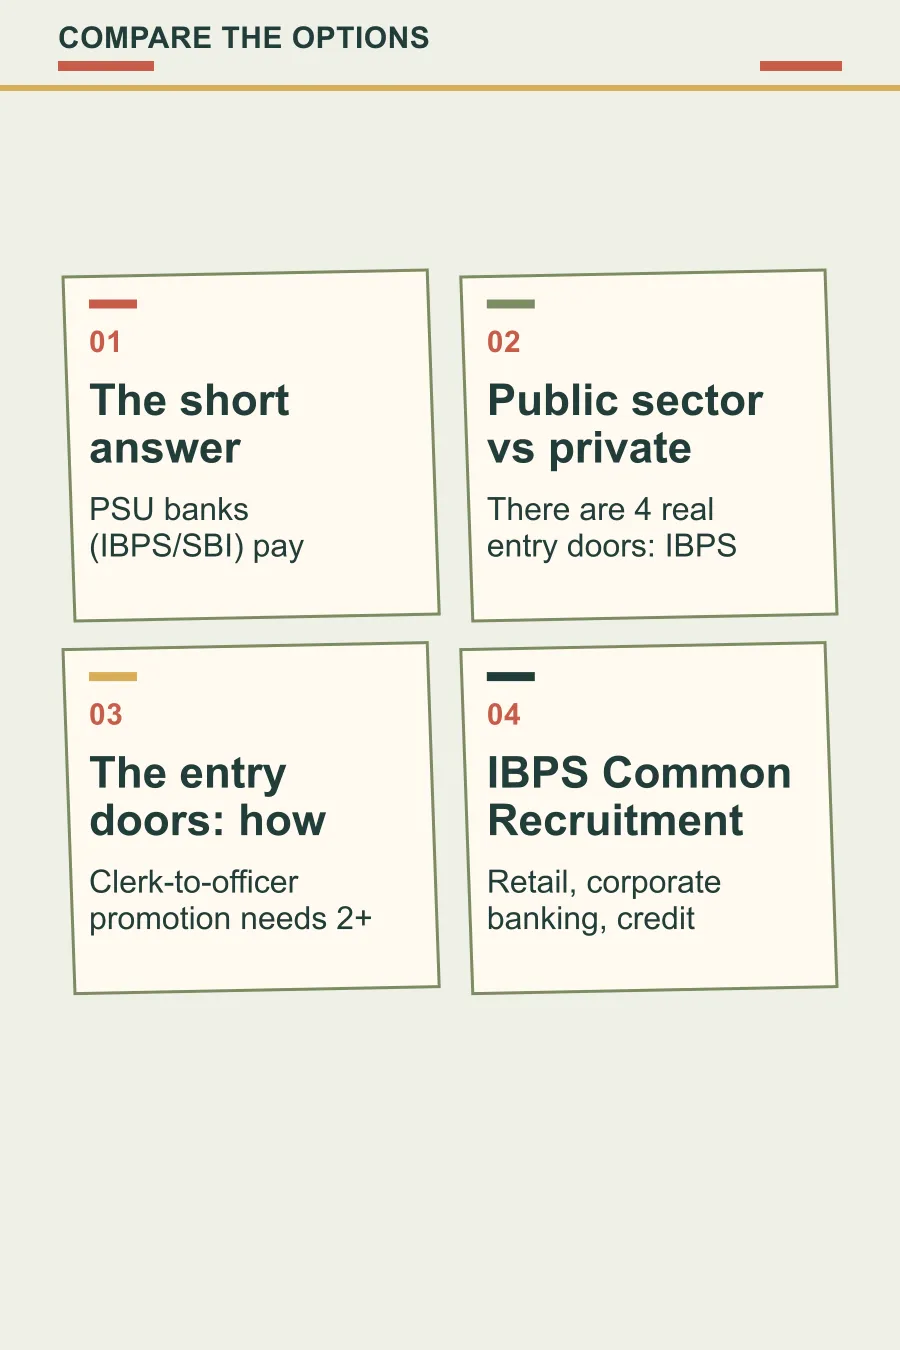 COMPARE THE OPTIONS
01
The short
answer
PSU banks
(IBPS/SBI) pay
02
Public sector
vs private
There are 4 real
entry doors: IBPS
03
The entry
doors: how
Clerk-to-officer
promotion needs 2+
04
IBPS Common
Recruitment
Retail, corporate
banking, credit